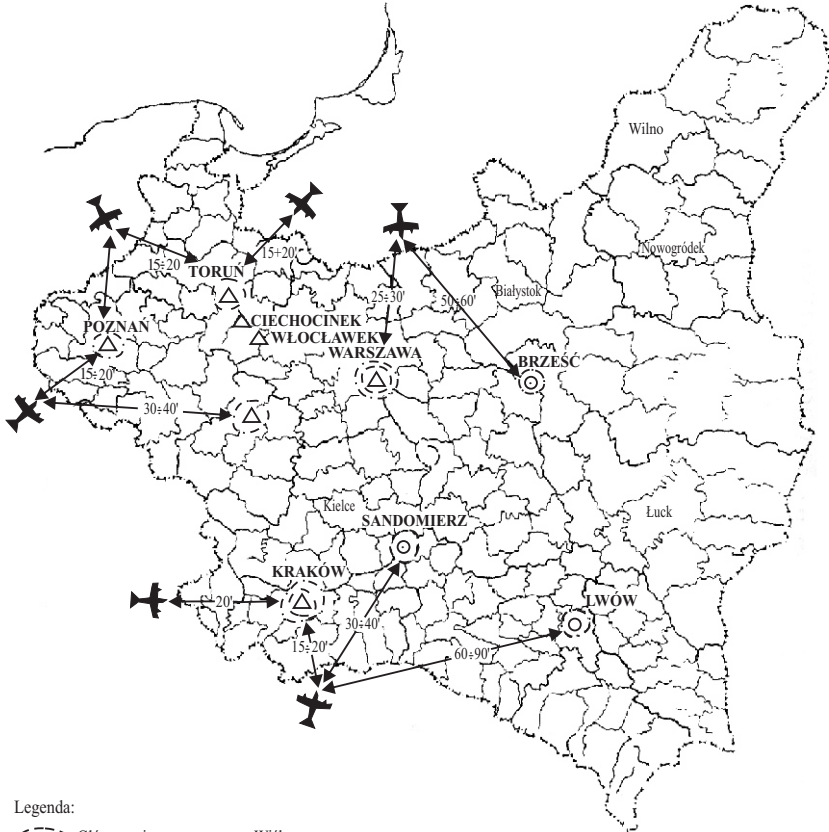 Wilno
Nowogródek
15÷20
15÷20'
TORUŃ
25÷30'
50÷60'
Białystok
CIECHOCINEK
POZNAŃ
WŁOCŁAWEK
WARSZAWA
BRZEŚĆ
15÷20'
30÷40'
Kielce
SANDOMIERZ
Łuck
KRAKÓW
LWÓW
20'
30÷40'
15÷20'
60÷90'
Legenda: